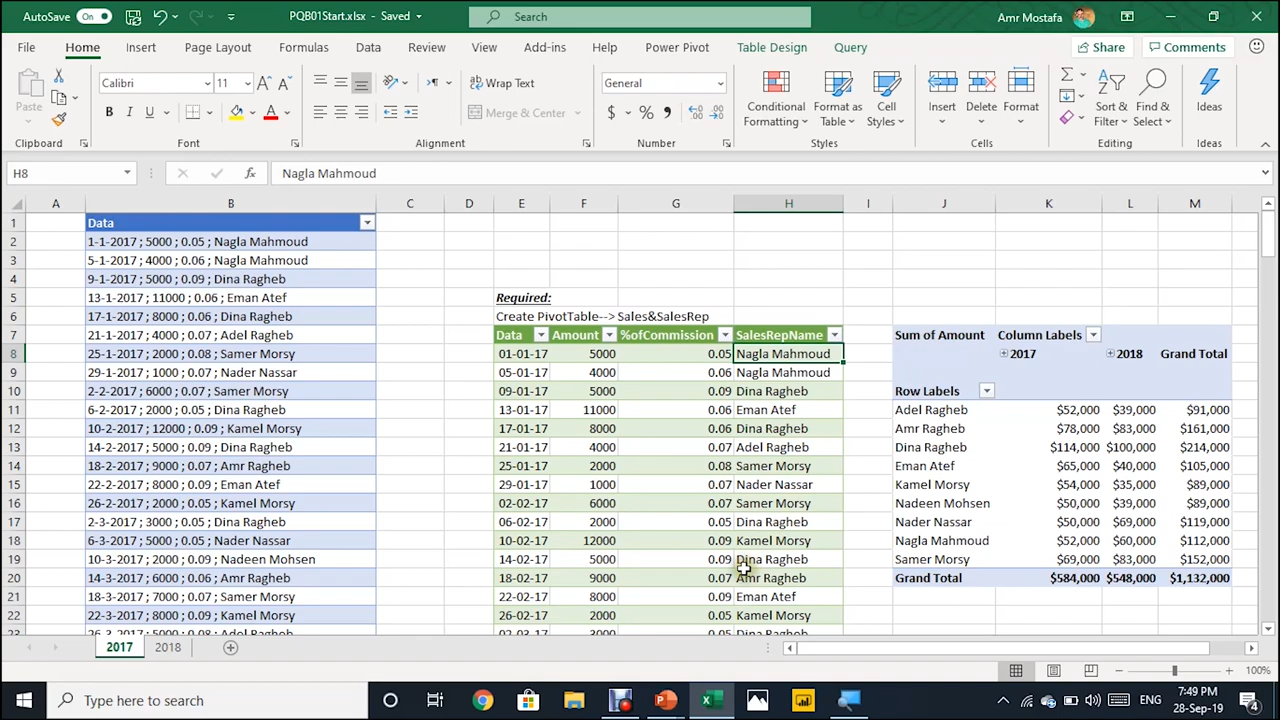 AutoSave On PQB01Start.xlsx - Saved Search Amr Mostafa
File Home Insert Draw Page Layout Formulas Data Review View Add-ins Help Power Pivot Table Design Query Share Comments
Paste Calibri 11 Wrap Text General Conditional Format as Cell Insert Delete Format Sort & Find & Ideas
B I U Merge & Center $ % Formatting Table Styles Filter Select
Clipboard Font Alignment Number Styles Cells Editing Ideas
H8 fx Nagla Mahmoud
A B C D E F G H I J K L M
1 Data
2 1-1-2017 ; 5000 ; 0.05 ; Nagla Mahmoud
3 5-1-2017 ; 4000 ; 0.06 ; Nagla Mahmoud
4 9-1-2017 ; 5000 ; 0.09 ; Dina Ragheb
5 13-1-2017 ; 11000 ; 0.06 ; Eman Atef Required:
6 17-1-2017 ; 8000 ; 0.06 ; Dina Ragheb Create PivotTable--> Sales&SalesRep
7 21-1-2017 ; 4000 ; 0.07 ; Adel Ragheb Data Amount %ofCommission SalesRepName Sum of Amount Column Labels
8 25-1-2017 ; 2000 ; 0.08 ; Samer Morsy 01-01-17 5000 0.05 Nagla Mahmoud 2017 2018 Grand Total
9 29-1-2017 ; 1000 ; 0.07 ; Nader Nassar 05-01-17 4000 0.06 Nagla Mahmoud
10 2-2-2017 ; 6000 ; 0.07 ; Samer Morsy 09-01-17 5000 0.09 Dina Ragheb Row Labels
11 6-2-2017 ; 2000 ; 0.05 ; Dina Ragheb 13-01-17 11000 0.06 Eman Atef Adel Ragheb $52,000 $39,000 $91,000
12 10-2-2017 ; 12000 ; 0.09 ; Kamel Morsy 17-01-17 8000 0.06 Dina Ragheb Amr Ragheb $78,000 $83,000 $161,000
13 14-2-2017 ; 5000 ; 0.09 ; Dina Ragheb 21-01-17 4000 0.07 Adel Ragheb Dina Ragheb $114,000 $100,000 $214,000
14 18-2-2017 ; 9000 ; 0.07 ; Amr Ragheb 25-01-17 2000 0.08 Samer Morsy Eman Atef $65,000 $40,000 $105,000
15 22-2-2017 ; 8000 ; 0.09 ; Eman Atef 29-01-17 1000 0.07 Nader Nassar Kamel Morsy $54,000 $35,000 $89,000
16 26-2-2017 ; 2000 ; 0.05 ; Kamel Morsy 02-02-17 6000 0.07 Samer Morsy Nadeen Mohsen $50,000 $39,000 $89,000
17 2-3-2017 ; 3000 ; 0.05 ; Dina Ragheb 06-02-17 2000 0.05 Dina Ragheb Nader Nassar $50,000 $69,000 $119,000
18 6-3-2017 ; 5000 ; 0.08 ; Nader Nassar 10-02-17 12000 0.09 Kamel Morsy Nagla Mahmoud $52,000 $60,000 $112,000
19 10-3-2017 ; 2000 ; 0.09 ; Nadeen Mohsen 14-02-17 5000 0.09 Dina Ragheb Samer Morsy $69,000 $83,000 $152,000
20 14-3-2017 ; 6000 ; 0.06 ; Amr Ragheb 18-02-17 9000 0.07 Amr Ragheb Grand Total $584,000 $548,000 $1,132,000
21 18-3-2017 ; 7000 ; 0.08 ; Samer Morsy 22-02-17 8000 0.09 Eman Atef
22 22-3-2017 ; 8000 ; 0.09 ; Kamel Morsy 26-02-17 2000 0.05 Kamel Morsy
23 26-3-2017 ; 5000 ; 0.08 ; Adel Ragheb 02-03-17 3000 0.05 Dina Ragheb
2017 2018
100%
Type here to search ENG 7:49 PM
28-Sep-19 4